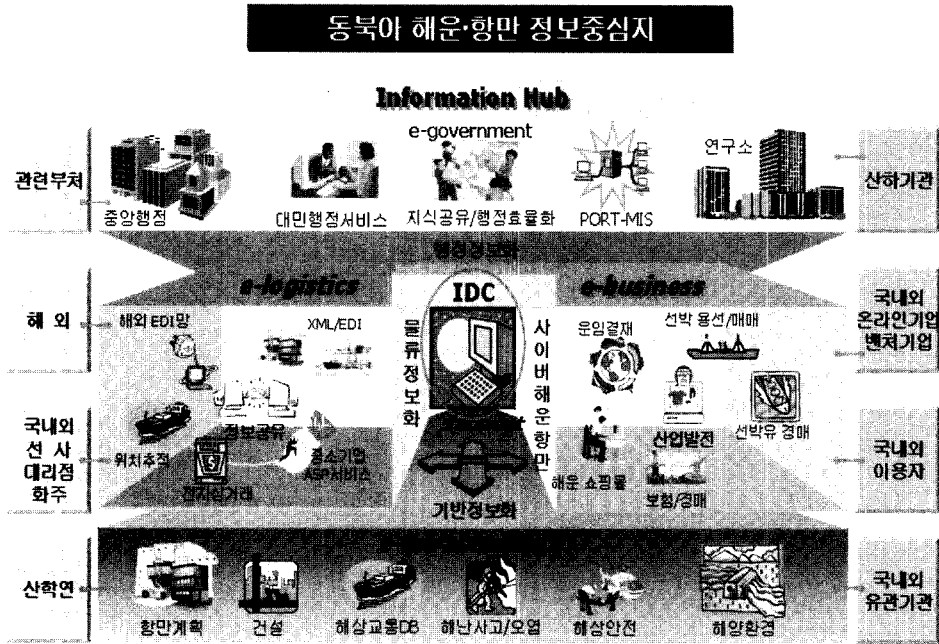 동북아 해운·항만 정보중심지
Information Hub
e-government
관련부처
중앙행정
대민행정서비스
지식공유/행정효율화
PORT-MIS
연구소
산하기관
행정정보화
e-logistics
IDC
e-business
해 외
해외 EDI망
XML/EDI
물류정보화
사이버해운항만
운임결재
선박 용선/매매
국내외
온라인기업
벤처기업
정보공유
산업발전
선박유 경매
국내외
선 사
대리점
화주
위치추적
전자상거래
중소기업
ASP서비스
해운 쇼핑몰
보험/경매
국내외
이용자
기반정보화
산학연
항만계획
건설
해상교통DB
해난사고/오염
해상안전
해양환경
국내외
유관기관